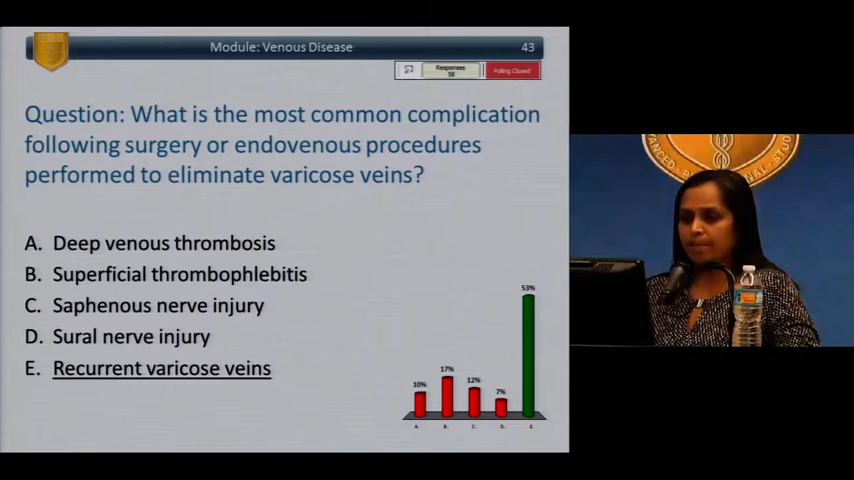 Module: Venous Disease
43
Responses
58
Polling Closed
Question: What is the most common complication
following surgery or endovenous procedures
performed to eliminate varicose veins?
A. Deep venous thrombosis
B. Superficial thrombophlebitis
C. Saphenous nerve injury
D. Sural nerve injury
E. Recurrent varicose veins
10%
17%
12%
7%
53%
A.
B.
C.
D.
E.